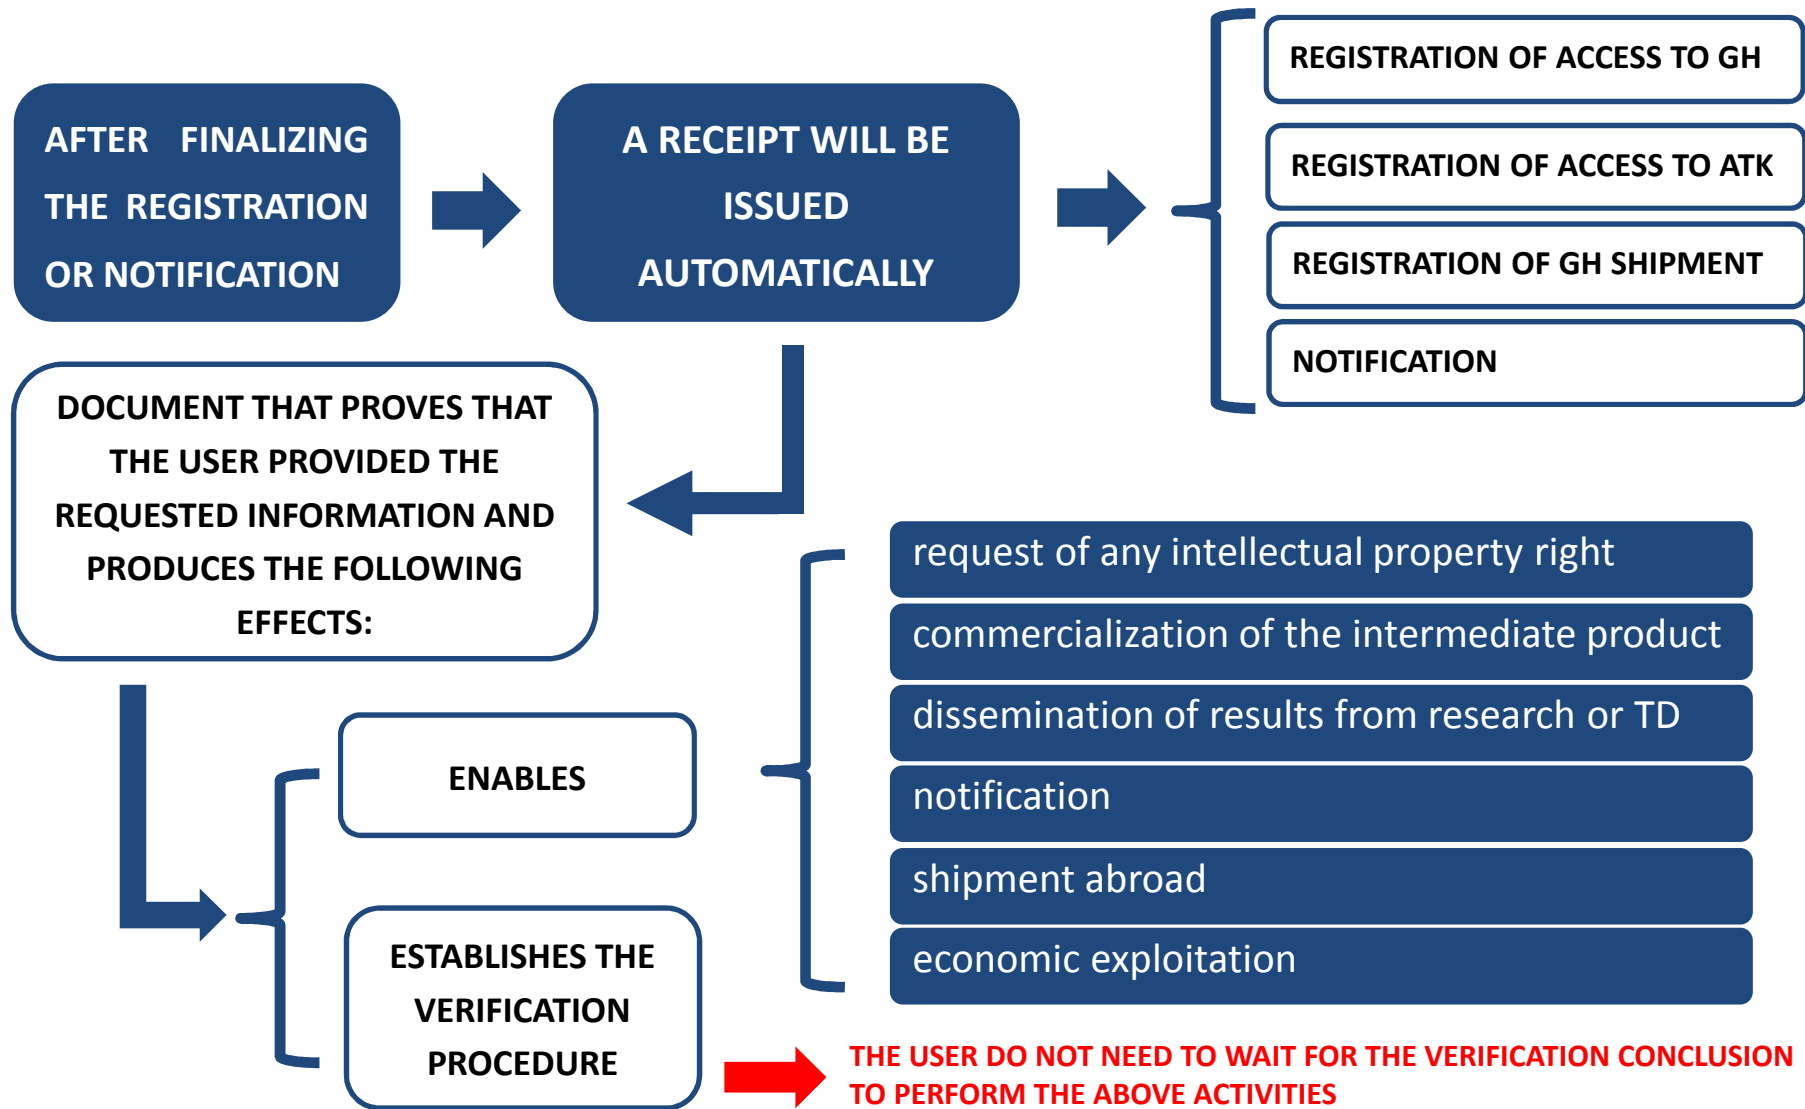 AFTER FINALIZING
THE REGISTRATION
OR NOTIFICATION
A RECEIPT WILL BE
ISSUED
AUTOMATICALLY
REGISTRATION OF ACCESS TO GH
REGISTRATION OF ACCESS TO ATK
REGISTRATION OF GH SHIPMENT
NOTIFICATION
DOCUMENT THAT PROVES THAT
THE USER PROVIDED THE
REQUESTED INFORMATION AND
PRODUCES THE FOLLOWING
EFFECTS:
ENABLES
request of any intellectual property right
commercialization of the intermediate product
dissemination of results from research or TD
notification
shipment abroad
economic exploitation
ESTABLISHES THE
VERIFICATION
PROCEDURE
THE USER DO NOT NEED TO WAIT FOR THE VERIFICATION CONCLUSION
TO PERFORM THE ABOVE ACTIVITIES